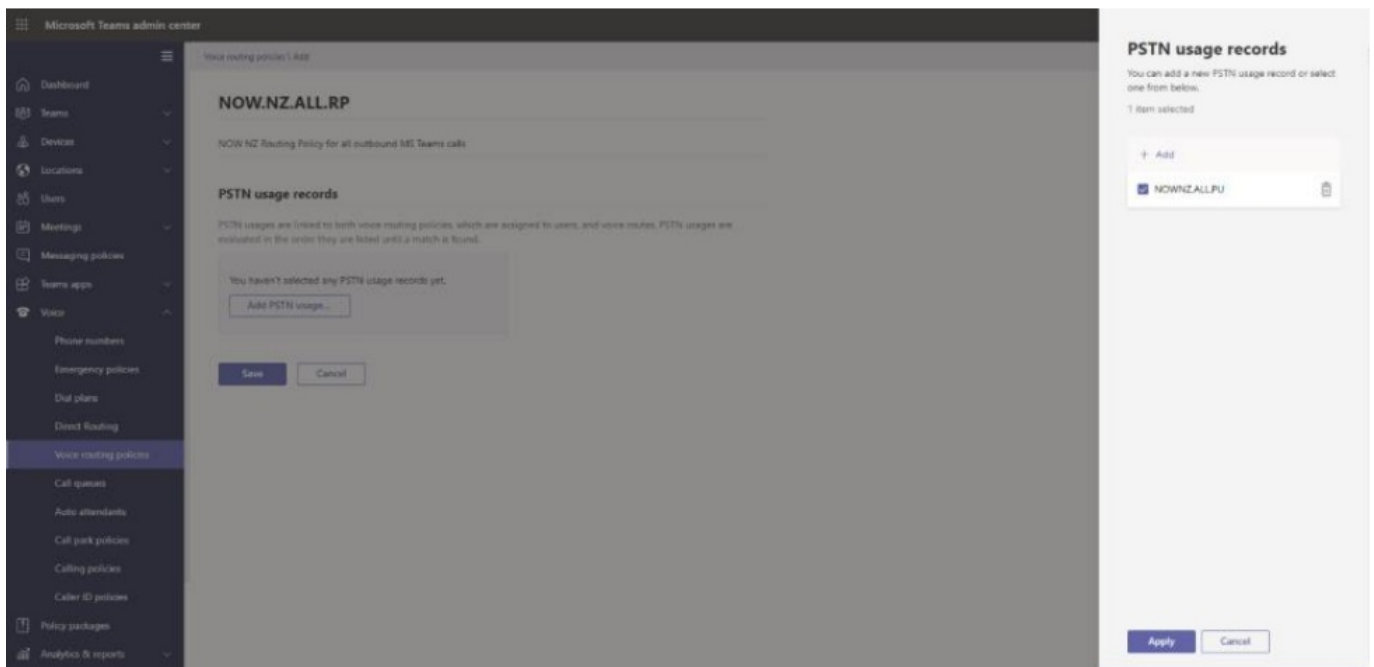 Microsoft Teams admin center
Dashboard
Teams
Devices
Locations
Users
Meetings
Messaging policies
Teams apps
Voice
Phone numbers
Emergency policies
Dial plans
Direct Routing
Voice routing policies
Call queues
Auto attendants
Call park policies
Calling policies
Caller ID policies
Policy packages
Analytics & reports
Voice routing policies \ Add
NOW.NZ.ALL.RP
NOW NZ Routing Policy for all outbound MS Teams calls
PSTN usage records
PSTN usages are linked to both voice routing policies, which are assigned to users, and voice routes. PSTN usages are
evaluated in the order they are listed until a match is found.
You haven't selected any PSTN usage records yet.
Add PSTN usage...
Save
Cancel
PSTN usage records
You can add a new PSTN usage record or select
one from below.
1 item selected
+ Add
NOWNZ.ALL.PU
Apply
Cancel